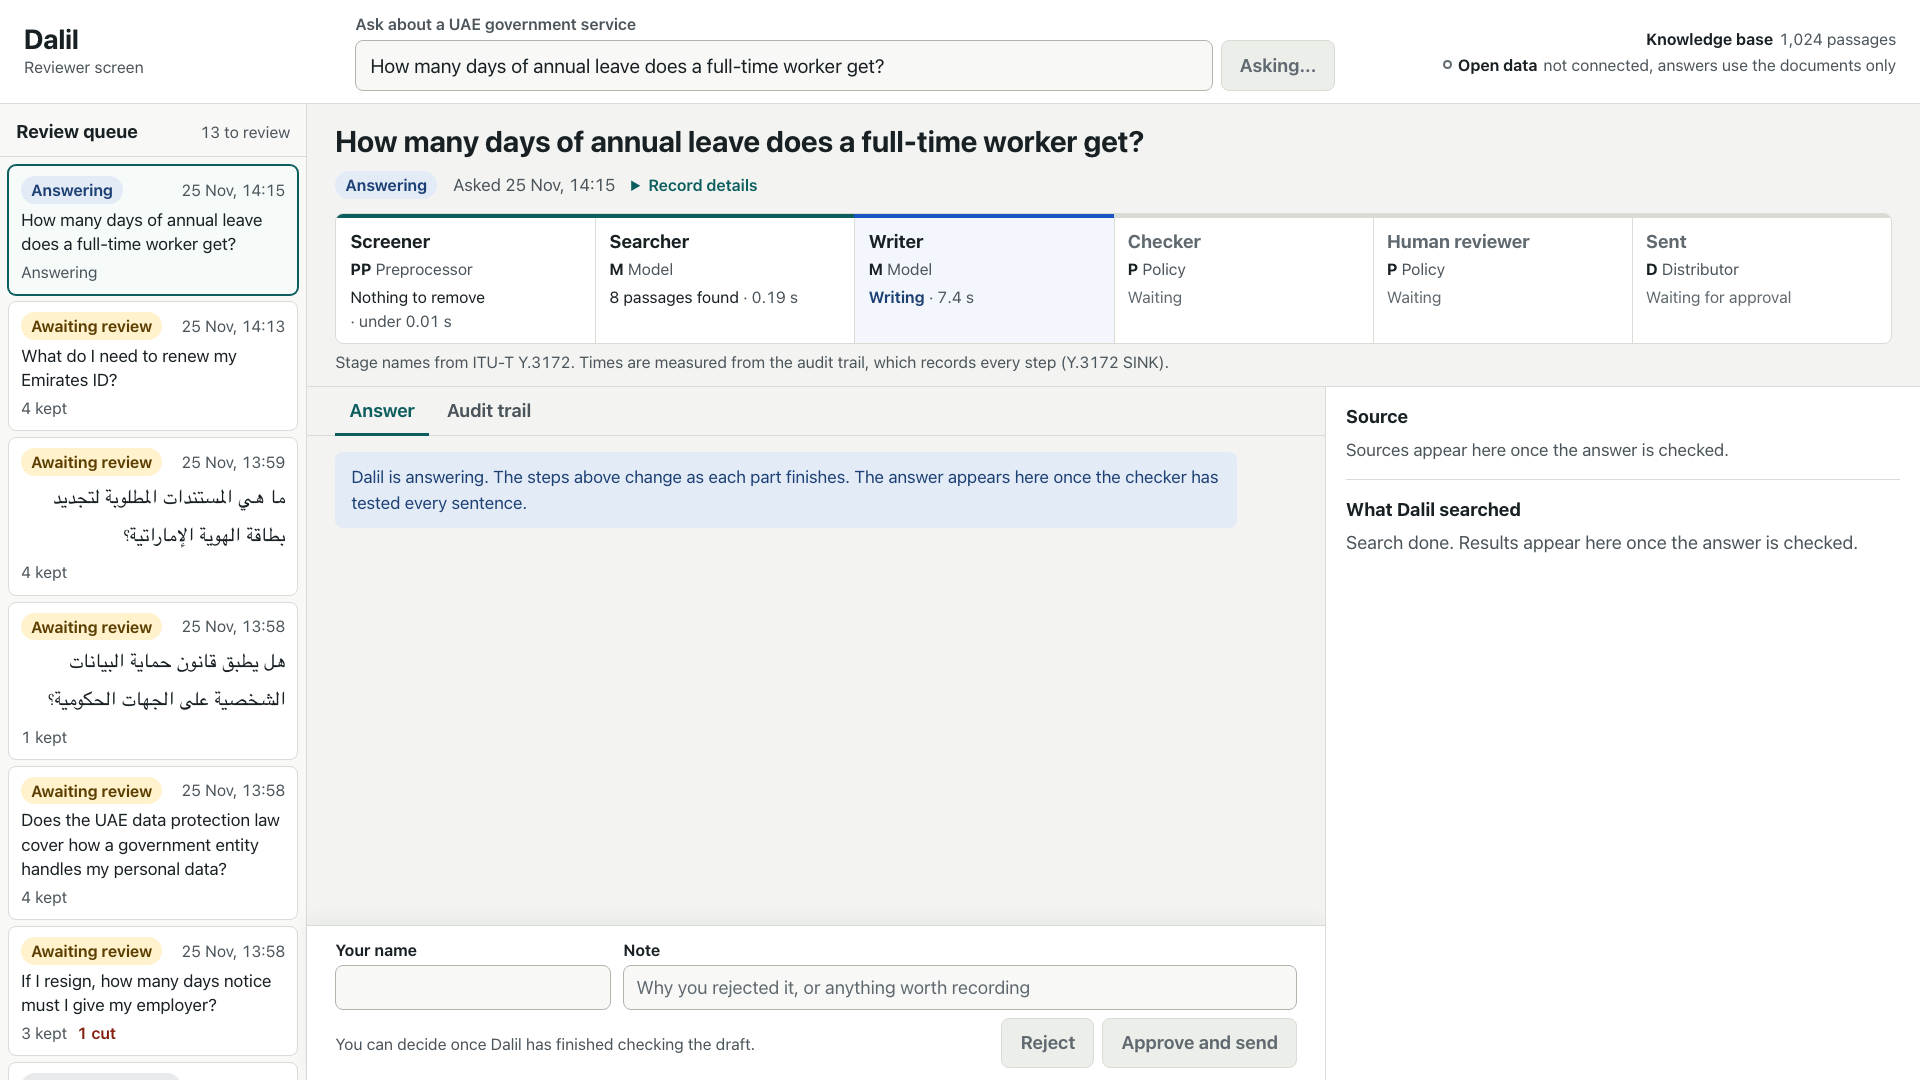 Dalil
Reviewer screen
Ask about a UAE government service
How many days of annual leave does a full-time worker get?
Asking...
Knowledge base 1,024 passages
Open data not connected, answers use the documents only
Review queue
13 to review
Answering
25 Nov, 14:15
How many days of annual leave
does a full-time worker get?
Answering
Awaiting review
25 Nov, 14:13
What do I need to renew my
Emirates ID?
4 kept
Awaiting review
25 Nov, 13:59
ما هي المستندات المطلوبة لتجديد
بطاقة الهوية الإماراتية؟
4 kept
Awaiting review
25 Nov, 13:58
هل يطبق قانون حماية البيانات
الشخصية على الجهات الحكومية؟
1 kept
Awaiting review
25 Nov, 13:58
Does the UAE data protection law
cover how a government entity
handles my personal data?
4 kept
Awaiting review
25 Nov, 13:58
If I resign, how many days notice
must I give my employer?
3 kept 1 cut
How many days of annual leave does a full-time worker get?
Answering
Asked 25 Nov, 14:15
Record details
Screener
PP Preprocessor
Nothing to remove
· under 0.01 s
Searcher
M Model
8 passages found · 0.19 s
Writer
M Model
Writing · 7.4 s
Checker
P Policy
Waiting
Human reviewer
P Policy
Waiting
Sent
D Distributor
Waiting for approval
Stage names from ITU-T Y.3172. Times are measured from the audit trail, which records every step (Y.3172 SINK).
Answer
Audit trail
Dalil is answering. The steps above change as each part finishes. The answer appears here once the checker has
tested every sentence.
Your name
Note
Why you rejected it, or anything worth recording
You can decide once Dalil has finished checking the draft.
Reject
Approve and send
Source
Sources appear here once the answer is checked.
What Dalil searched
Search done. Results appear here once the answer is checked.